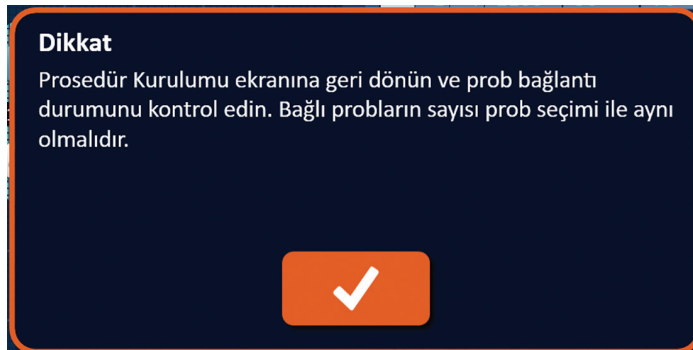 Dikkat
Prosedür Kurulumu ekranına geri dönün ve prob bağlantı
durumunu kontrol edin. Bağlı probların sayısı prob seçimi ile aynı
olmalıdır.